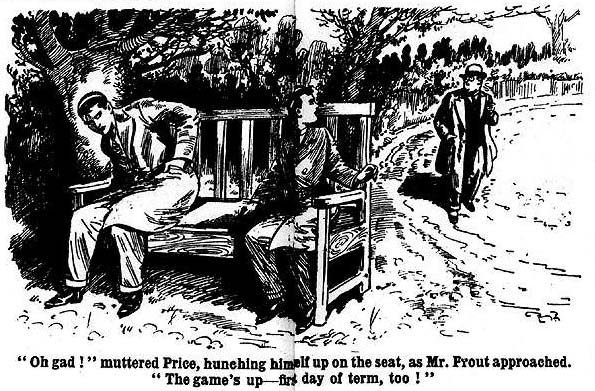 "Oh gad!" muttered Price, hunching himself up on the seat, as Mr. Prout approached.
"The game's up—first day of term, too!"